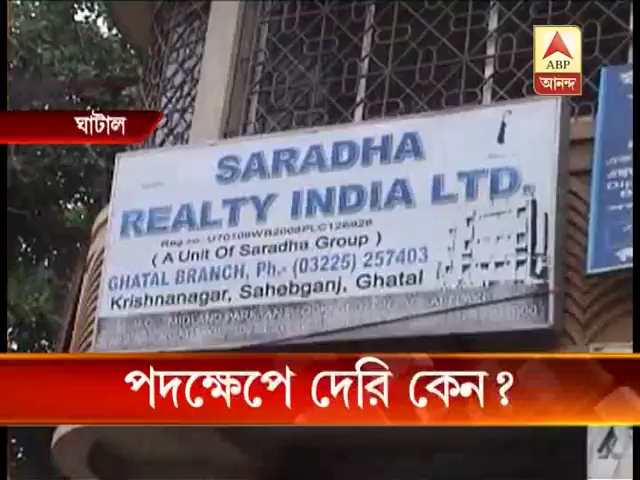 ABP
আনন্দ
ঘাটাল
SARADHA
REALTY INDIA LTD.
( A Unit Of Saradha Group )
GHATAL BRANCH, Ph.- (03225) 257403
Krishnanagar, Sahebganj, Ghatal
পদক্ষেপে দেরি কেন?